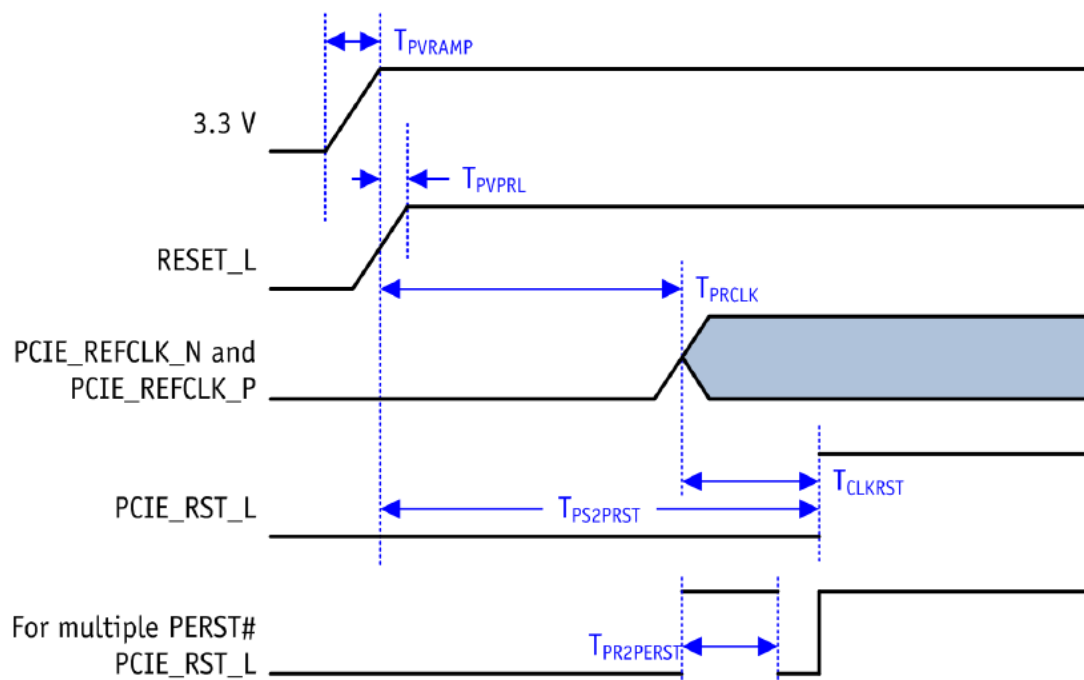 T_PVRAMP
3.3 V
T_PVPRL
RESET_L
T_PRCLK
PCIE_REFCLK_N and
PCIE_REFCLK_P
T_CLKRST
PCIE_RST_L
T_PS2PRST
For multiple PERST#
PCIE_RST_L
T_PR2PERST